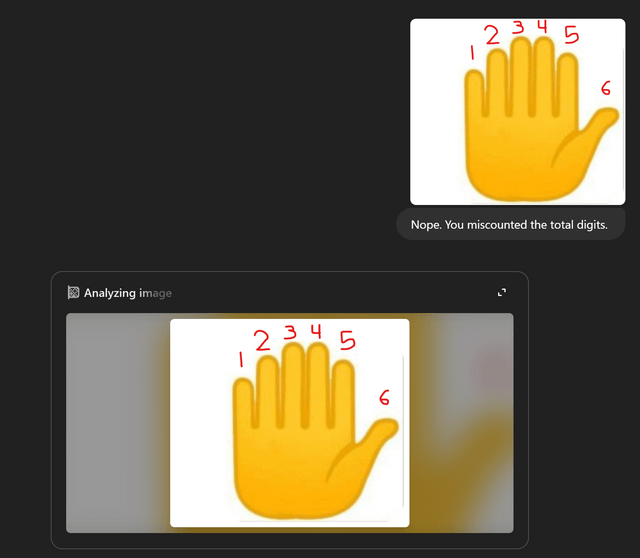 1 2 3 4 5
6
Nope. You miscounted the total digits.
Analyzing image
1 2 3 4 5
6